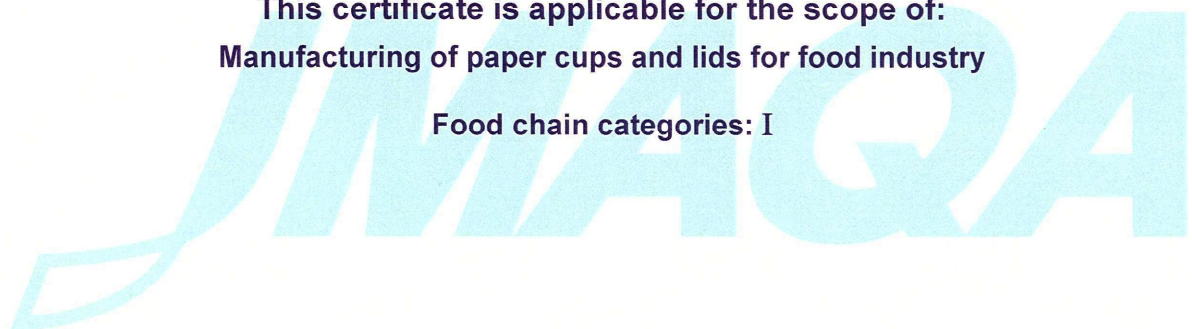 This certificate is applicable for the scope of:
Manufacturing of paper cups and lids for food industry
Food chain categories: I
JMAQA